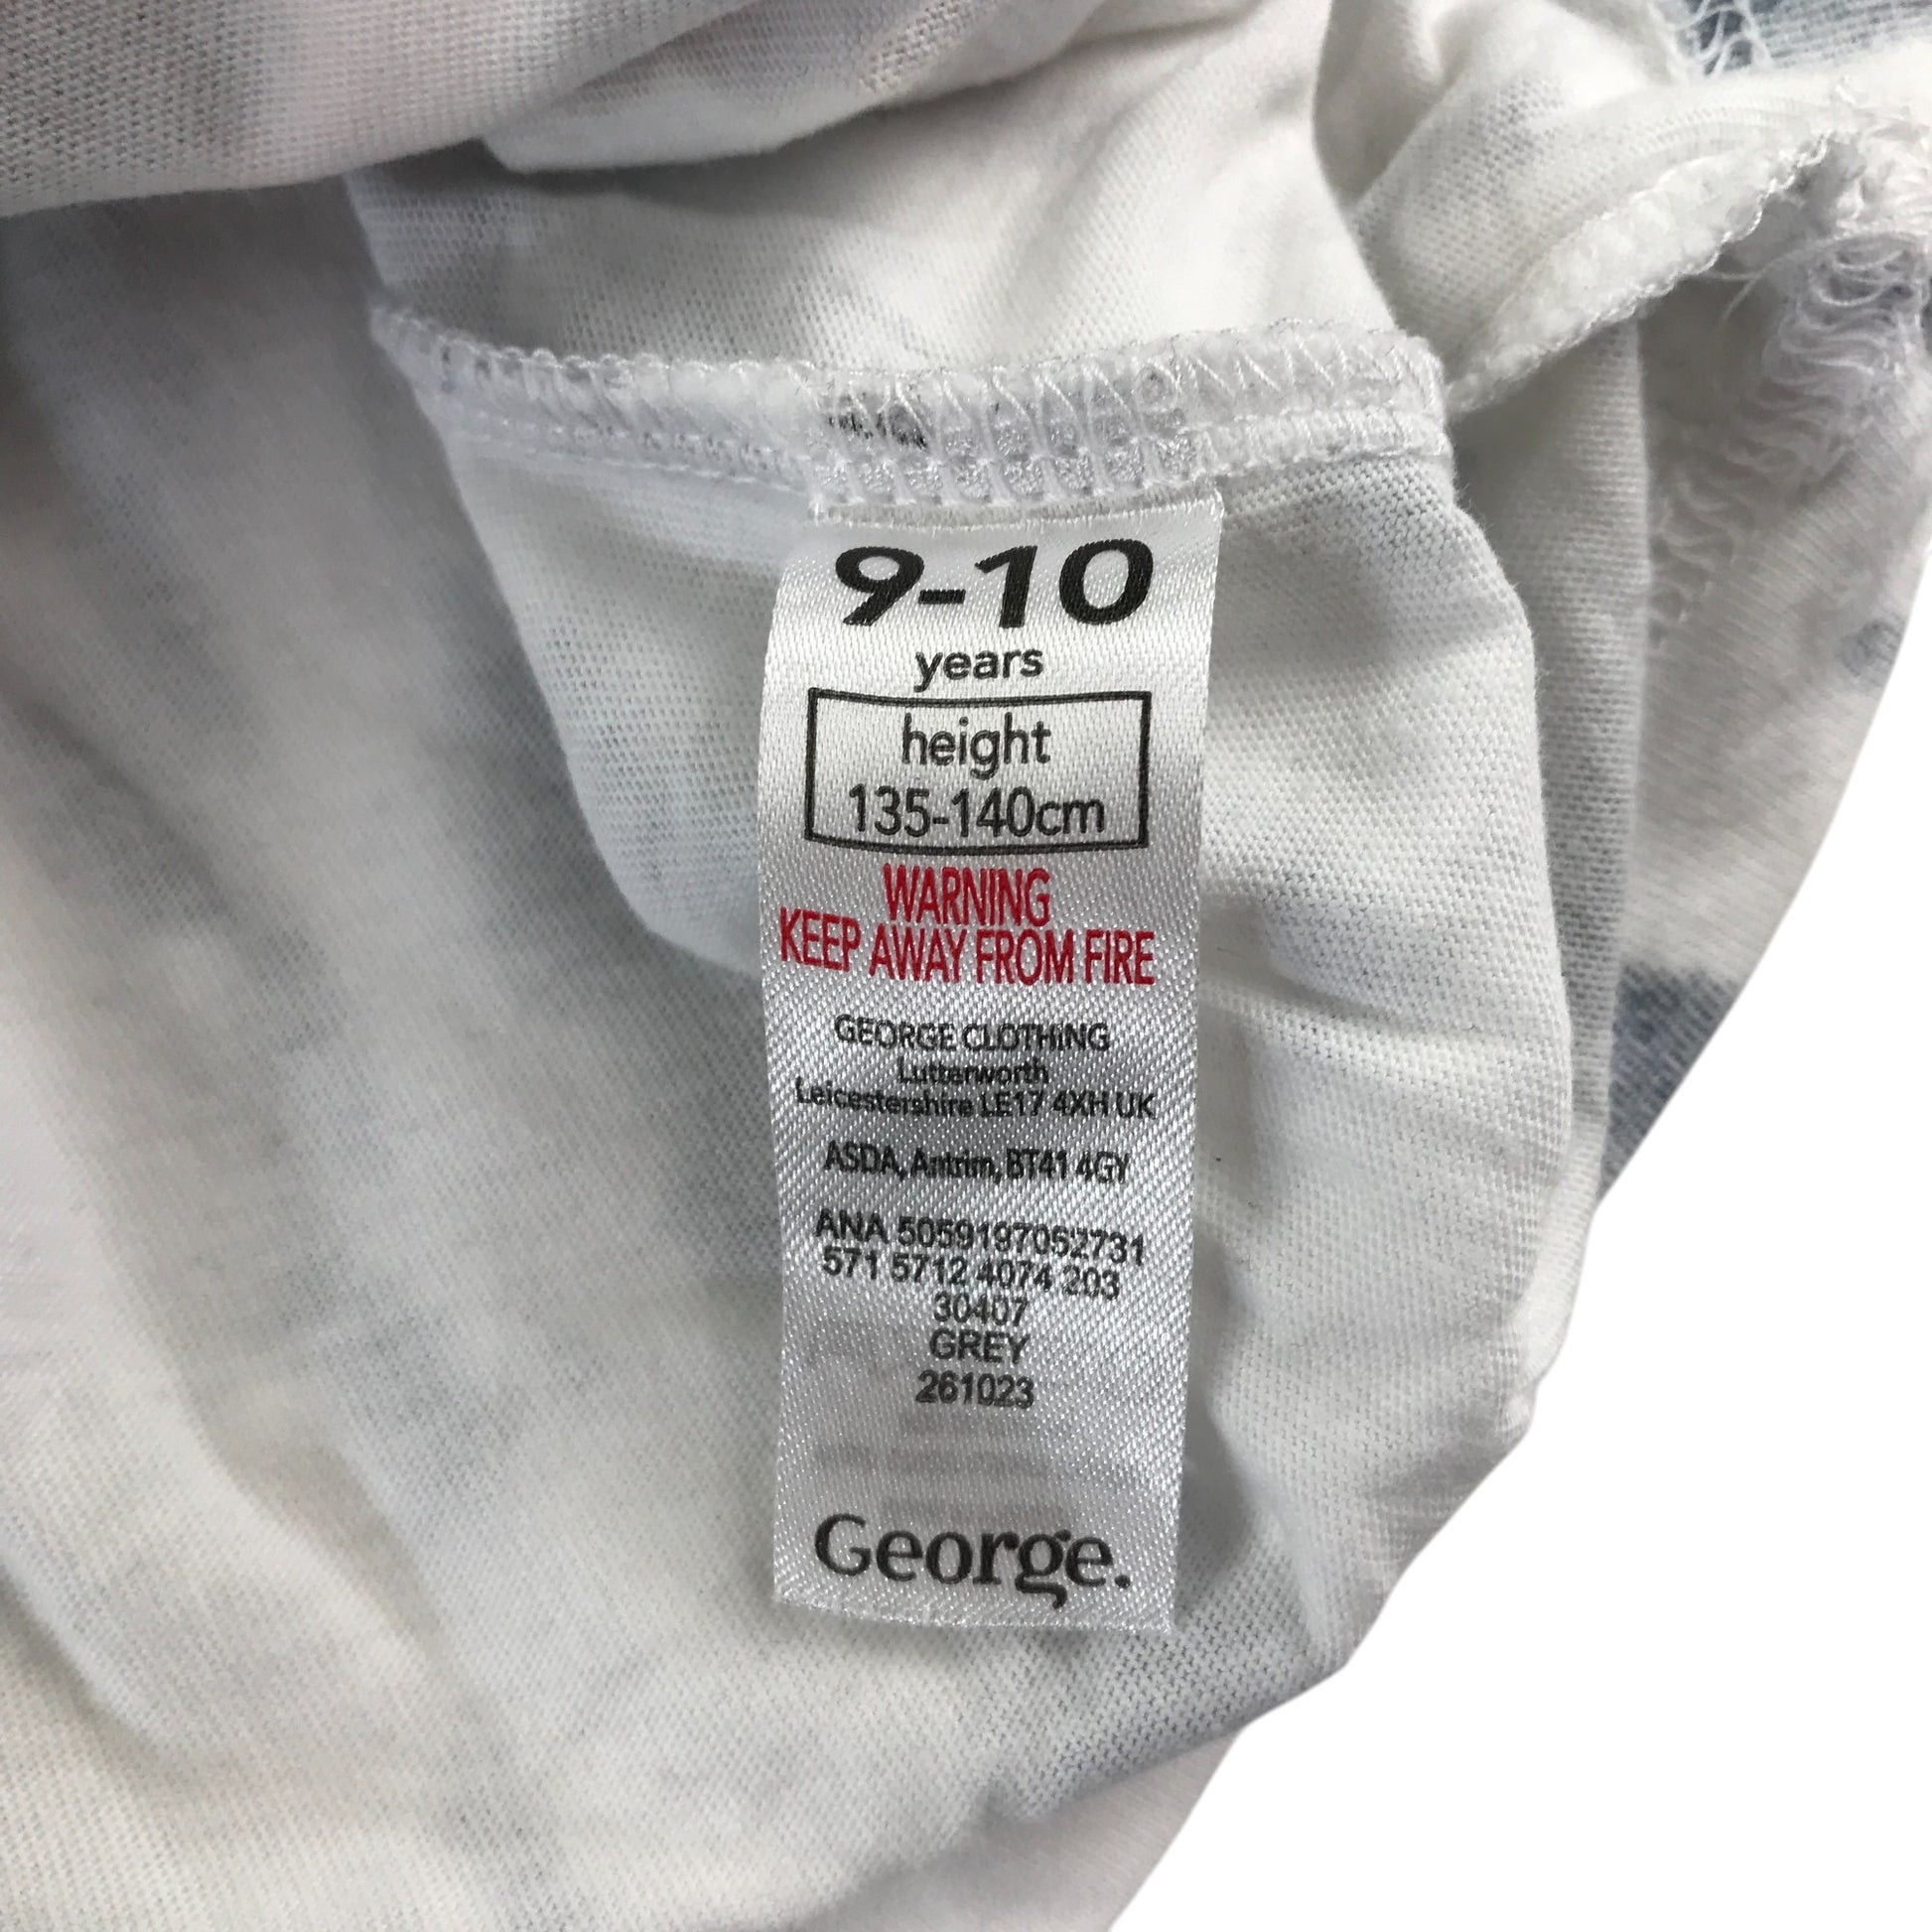 9-10
years
height
135-140cm
WARNING
KEEP AWAY FROM FIRE
GEORGE CLOTHING
Lutterworth
Leicestershire LE17 4XH UK
ASDA, Antrim, BT41 4GY
ANA 5059197052731
571 5712 4074 203
30407
GREY
261023
George.